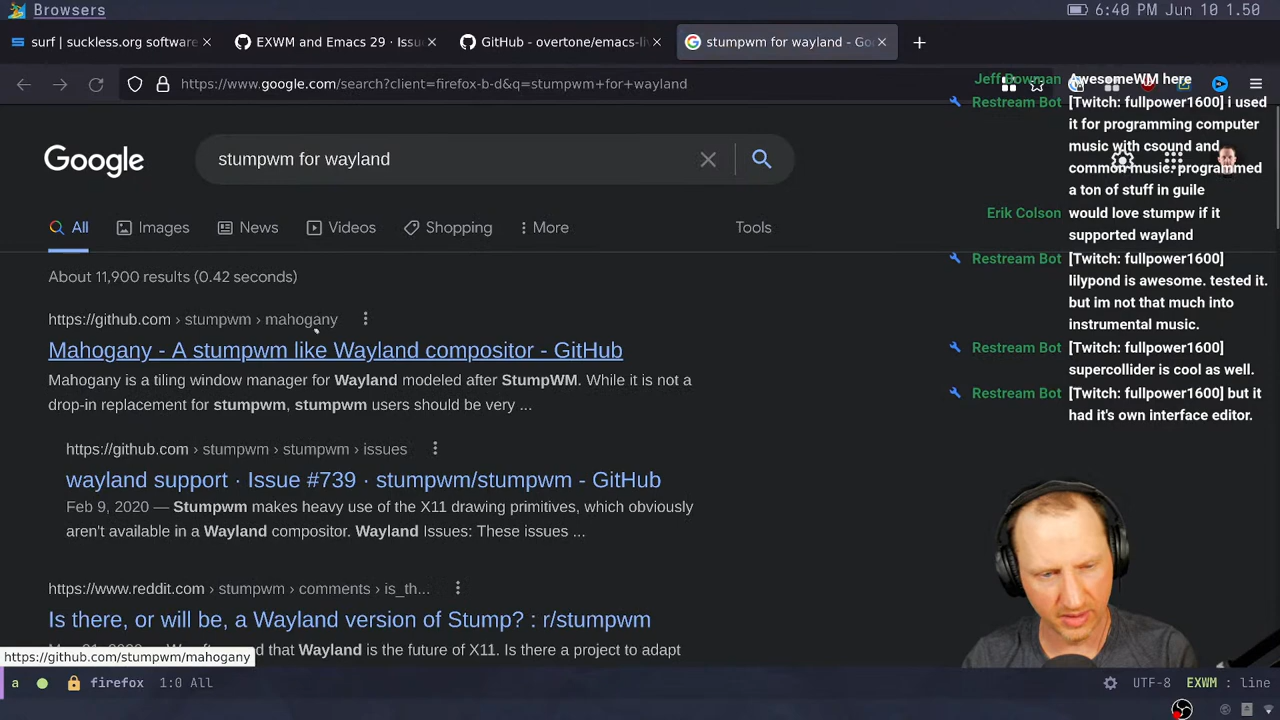 Browsers
6:40 PM Jun 10 1.50
surf | suckless.org software
EXWM and Emacs 29 · Issu
GitHub - overtone/emacs-liv
stumpwm for wayland - Go
https://www.google.com/search?client=firefox-b-d&q=stumpwm+for+wayland
Google
stumpwm for wayland
All
Images
News
Videos
Shopping
More
Tools
About 11,900 results (0.42 seconds)
https://github.com › stumpwm › mahogany
Mahogany - A stumpwm like Wayland compositor - GitHub
Mahogany is a tiling window manager for Wayland modeled after StumpWM. While it is not a
drop-in replacement for stumpwm, stumpwm users should be very ...
https://github.com › stumpwm › stumpwm › issues
wayland support · Issue #739 · stumpwm/stumpwm - GitHub
Feb 9, 2020 — Stumpwm makes heavy use of the X11 drawing primitives, which obviously
aren't available in a Wayland compositor. Wayland Issues: These issues ...
https://www.reddit.com › stumpwm › comments › is_th...
Is there, or will be, a Wayland version of Stump? : r/stumpwm
that Wayland is the future of X11. Is there a project to adapt
https://github.com/stumpwm/mahogany
Jeff Bowman AwesomeWM here
Restream Bot [Twitch: fullpower1600] i used
it for programming computer
music with csound and
common music. programmed
a ton of stuff in guile
Erik Colson would love stumpw if it
supported wayland
Restream Bot [Twitch: fullpower1600]
lilypond is awesome. tested it.
but im not that much into
instrumental music.
Restream Bot [Twitch: fullpower1600]
supercollider is cool as well.
Restream Bot [Twitch: fullpower1600] but it
had it's own interface editor.
a firefox 1:0 All
UTF-8 EXWM : line